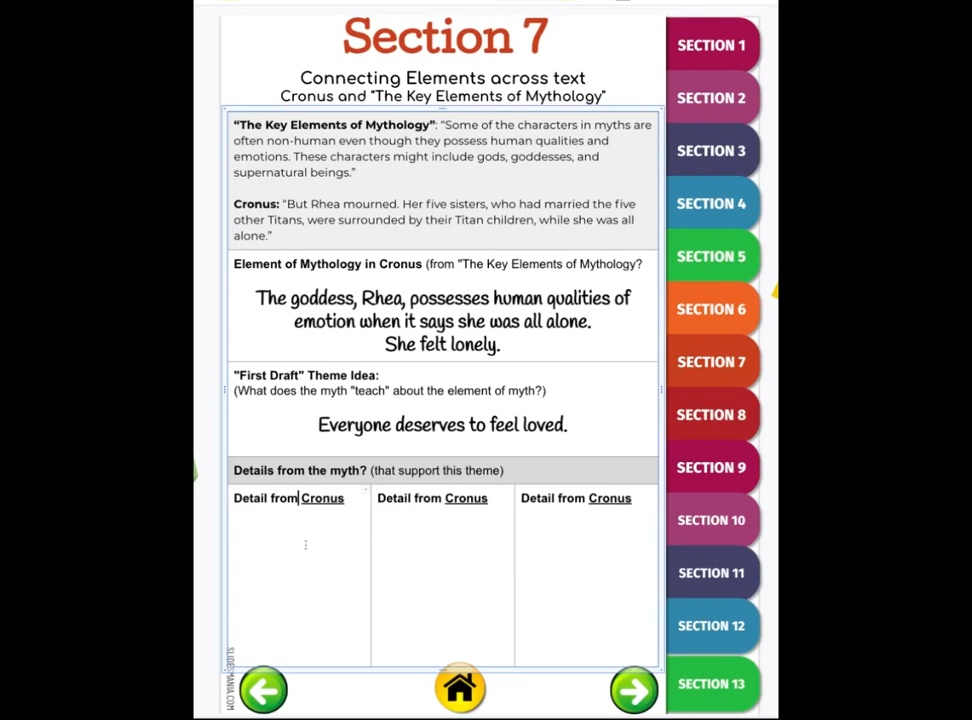 Section 7
Connecting Elements across text
Cronus and "The Key Elements of Mythology"
“The Key Elements of Mythology”: “Some of the characters in myths are
often non-human even though they possess human qualities and
emotions. These characters might include gods, goddesses, and
supernatural beings.”
Cronus: “But Rhea mourned. Her five sisters, who had married the five
other Titans, were surrounded by their Titan children, while she was all
alone.”
Element of Mythology in Cronus (from "The Key Elements of Mythology?
The goddess, Rhea, possesses human qualities of
emotion when it says she was all alone.
She felt lonely.
"First Draft" Theme Idea:
(What does the myth "teach" about the element of myth?)
Everyone deserves to feel loved.
Details from the myth? (that support this theme)
Detail from Cronus
Detail from Cronus
Detail from Cronus
SLIDESMANIA.COM
SECTION 1
SECTION 2
SECTION 3
SECTION 4
SECTION 5
SECTION 6
SECTION 7
SECTION 8
SECTION 9
SECTION 10
SECTION 11
SECTION 12
SECTION 13